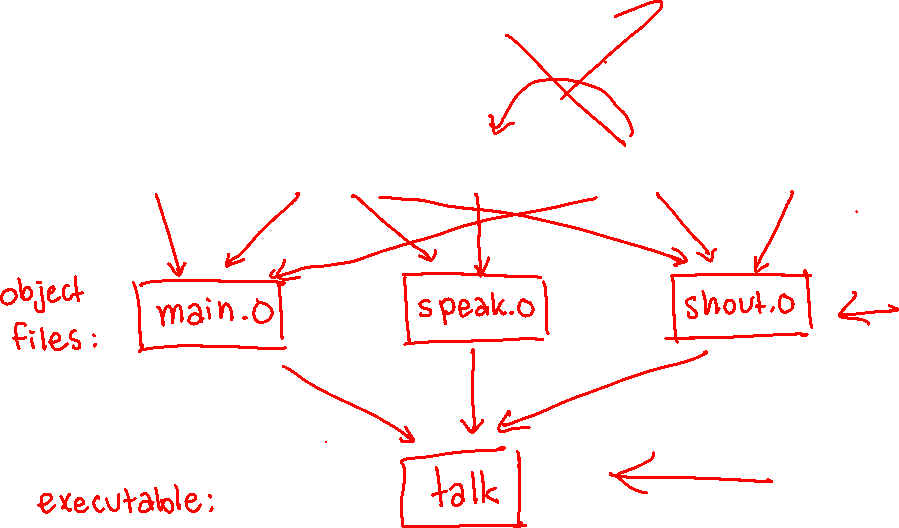 object
files:
main.o
speak.o
shout.o
talk
executable: